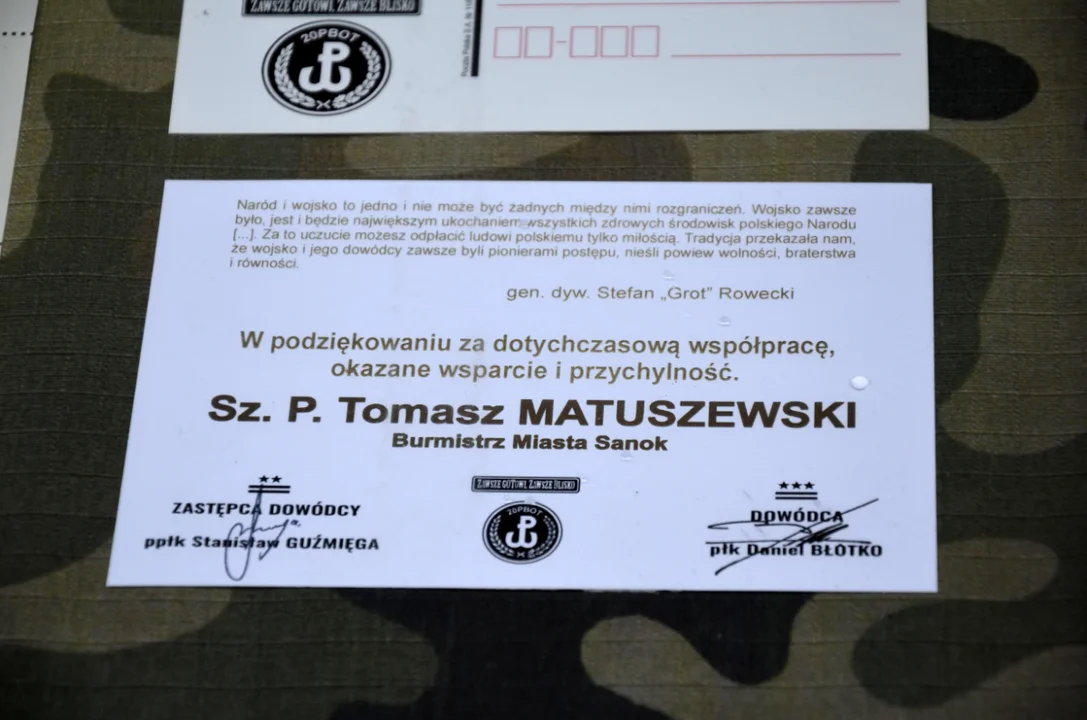 ZAWSZE GOTOWI, ZAWSZE BLISKO
20PBOT
Naród i wojsko to jedno i nie może być żadnych między nimi rozgraniczeń. Wojsko zawsze
było, jest i będzie największym ukochaniem wszystkich zdrowych środowisk polskiego Narodu
[...]. Za to uczucie możesz odpłacić ludowi polskiemu tylko miłością. Tradycja przekazała nam,
że wojsko i jego dowódcy zawsze byli pionierami postępu, nieśli powiew wolności, braterstwa
i równości.
gen. dyw. Stefan „Grot” Rowecki
W podziękowaniu za dotychczasową współpracę,
okazane wsparcie i przychylność.
Sz. P. Tomasz MATUSZEWSKI
Burmistrz Miasta Sanok
ZASTĘPCA DOWÓDCY
ppłk Stanisław GUŹMIĘGA
ZAWSZE GOTOWI, ZAWSZE BLISKO
20PBOT
DOWÓDCA
płk Daniel BŁOTKO